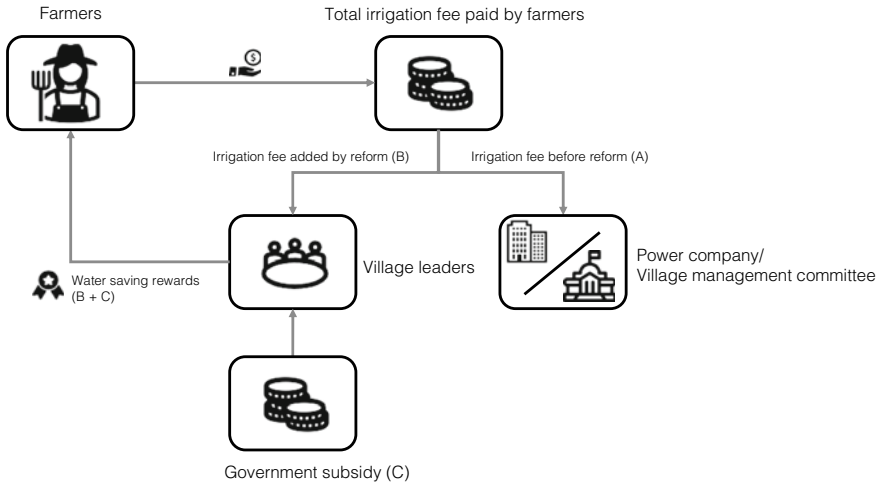 Farmers
Total irrigation fee paid by farmers
$
Irrigation fee added by reform (B)
Irrigation fee before reform (A)
Village leaders
Power company/
Village management committee
Water saving rewards
(B + C)
Government subsidy (C)